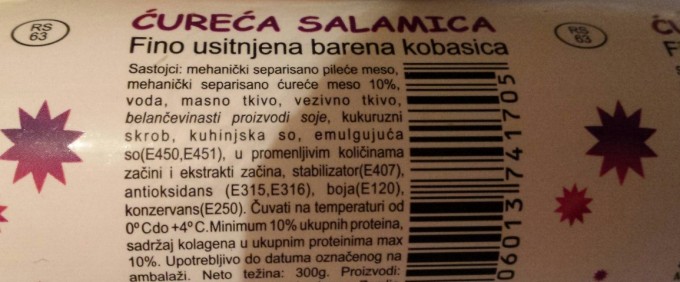 RS
63
ĆUREĆA SALAMICA
Fino usitnjena barena kobasica
Sastojci: mehanički separisano pileće meso,
mehanički separisano ćureće meso 10%,
voda, masno tkivo, vezivno tkivo,
belančevinasti proizvodi soje, kukuruzni
skrob, kuhinjska so, emulgujuća
so(E450,E451), u promenljivim količinama
začini i ekstrakti začina, stabilizator(E407),
antioksidans (E315,E316), boja(E120),
konzervans(E250). Čuvati na temperaturi od
0°Cdo +4°C.Minimum 10% ukupnih proteina,
sadržaj kolagena u ukupnim proteinima max
10%. Upotrebljivo do datuma označenog na
ambalaži. Neto težina: 300g. Proizvodi:
06013741705
RS
63